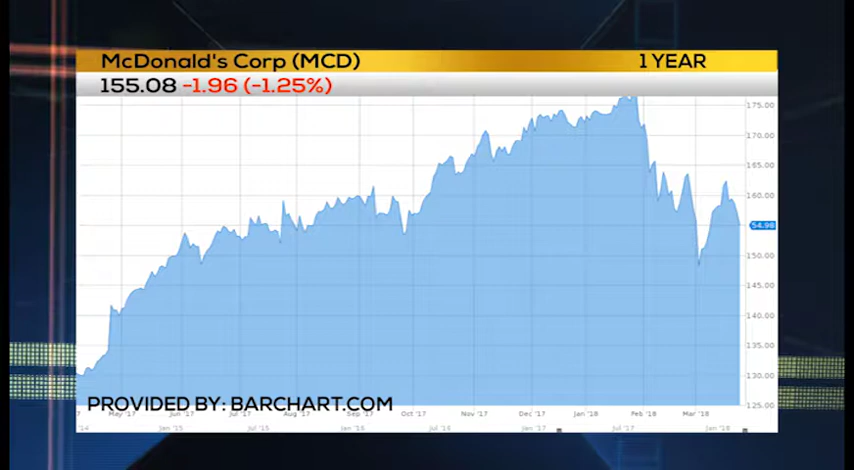 McDonald's Corp (MCD) 1 YEAR
155.08 -1.96 (-1.25%)
175.00
170.00
165.00
160.00
54.98
150.00
145.00
140.00
135.00
130.00
125.00
PROVIDED BY: BARCHART.COM
7 May '17 Jun '17 Jul '17 Aug '17 Sep '17 Oct '17 Nov '17 Dec '17 Jan '18 Feb '18 Mar '18
'14 Jan '15 Jul '15 Jan '16 Jul '16 Jan '17 Jul '17 Jan '18